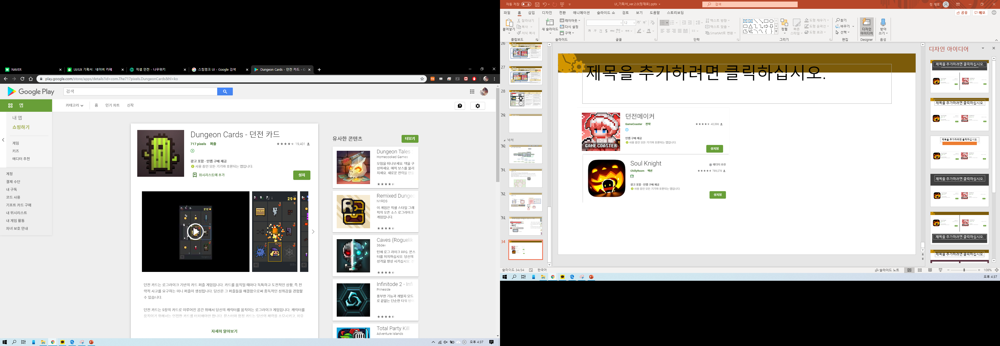 NAVER
UI/UX 기획서 : 네이버 카페
픽셀 던전 - 나무위키
스팀펑크 UI - Google 검색
Dungeon Cards - 던전 카드 - G
play.google.com/store/apps/details?id=com.The717pixels.DungeonCards&hl=ko
Google Play
검색
앱
카테고리
홈
인기 차트
신작
내 앱
쇼핑하기
게임
키즈
에디터 추천
계정
결제 수단
내 구독
코드 사용
기프트 카드 구매
내 위시리스트
내 게임 활동
자녀 보호 안내
Dungeon Cards - 던전 카드
717 pixels 퍼즐
19,401
3
광고 포함 · 인앱 구매 제공
사용 중인 모든 기기와 호환되는 앱입니다.
위시리스트에 추가
설치
던전 카드는 로그라이크 기반의 카드 퍼즐 게임입니다. 카드를 움직일 때마다 독특하고 도전적인 상황, 즉 전
략적 사고를 요구하는 미니 퍼즐이 생성됩니다. 당신은 그 퍼즐들을 해결함으로써 중독적인 성취감을 경험할
수 있습니다.
던전 카드는 9장의 카드로 이루어진 공간 위에서 당신의 캐릭터를 움직이는 로그라이크 게임입니다. 캐릭터를
움직이기 위해서는 인접한 카드를 터치해야만 합니다. 몬스터와 함정 카드는 당신의 체력을 소모시키고, 치유
자세히 알아보기
유사한 콘텐츠
더보기
Dungeon Tales :
Homecooked Games
모험을 떠나보세요. 덱을 구
성하세요. 에픽 보스를 물리
치세요. 새로운 전략을 만들
Remixed Dungeo
NYRDS
이 게임은 픽셀 스타일 그래
픽의 오픈 소스 로그라이크
게임입니다.
Caves (Roguelik
36dev
턴제 로그 라이크 RPG. 몬스
터를 처치하십시오. 당신의
성격을 향상 시키십시오. 전
Infinitode 2 - Infi
Prineside
풍부한 기능과 개발자 모드
로 끝없는 단순한 타워 방어
Total Party Kill
Adventure Islands
오후 4:37
자동 저장
UI_기획서_ver.2.0(정재호).pptx
검색
정 재호
파일
홈
삽입
디자인
전환
애니메이션
슬라이드 쇼
검토
보기
도움말
스토리보딩
공유
메모
붙여넣기
잘라내기
복사
서식 복사
클립보드
새 슬라이드
레이아웃
다시 설정
구역
슬라이드
12
글꼴
텍스트 방향
텍스트 맞춤
SmartArt로 변환
단락
정렬
빠른
스타일
도형 채우기
도형 윤곽선
도형 효과
그리기
찾기
바꾸기
선택
편집
디자인
아이디어
Designer
받아
쓰기
음성
26
27
28
29
낙서
30
31
32
33
34
제목을 추가하려면 클릭하십시오.
던전메이커
GameCoaster 전략
40,396
인앱 구매 제공
사용 중인 모든 기기와 호환되는 앱입니다.
설치됨
GAME COASTER
Soul Knight
에디터 추천
ChillyRoom 액션
789,278
광고 포함 · 인앱 구매 제공
사용 중인 모든 기기와 호환되는 앱입니다.
설치됨
디자인 아이디어
제목을 추가하려면 클릭하십시오.
제목을 추가하려면 클릭하십시오.
제목을 추가하려면 클릭하십시오.
제목을 추가하려면 클릭하십시오.
제목을 추가하려면 클릭하십시오.
제목을 추가하려면 클릭하십시오.
슬라이드 34/34
한국어
슬라이드 노트
108%
오후 4:37